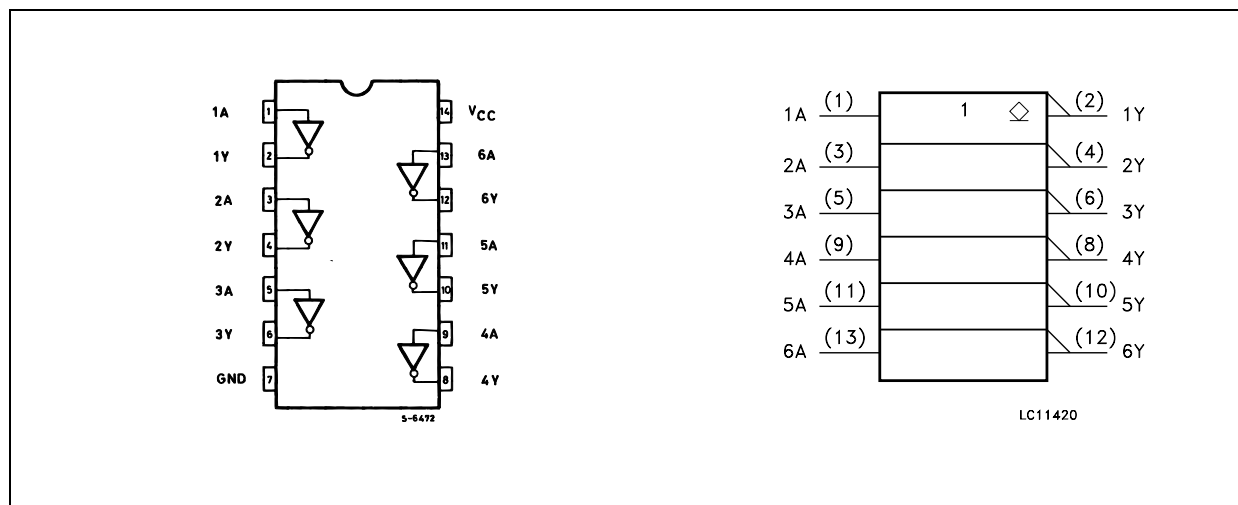 1A 1 14 VCC
1Y 2 13 6A
2A 3 12 6Y
2Y 4 11 5A
3A 5 10 5Y
3Y 6 9 4A
GND 7 8 4Y
S-6472
1A (1) 1 (2) 1Y
2A (3) (4) 2Y
3A (5) (6) 3Y
4A (9) (8) 4Y
5A (11) (10) 5Y
6A (13) (12) 6Y
LC11420